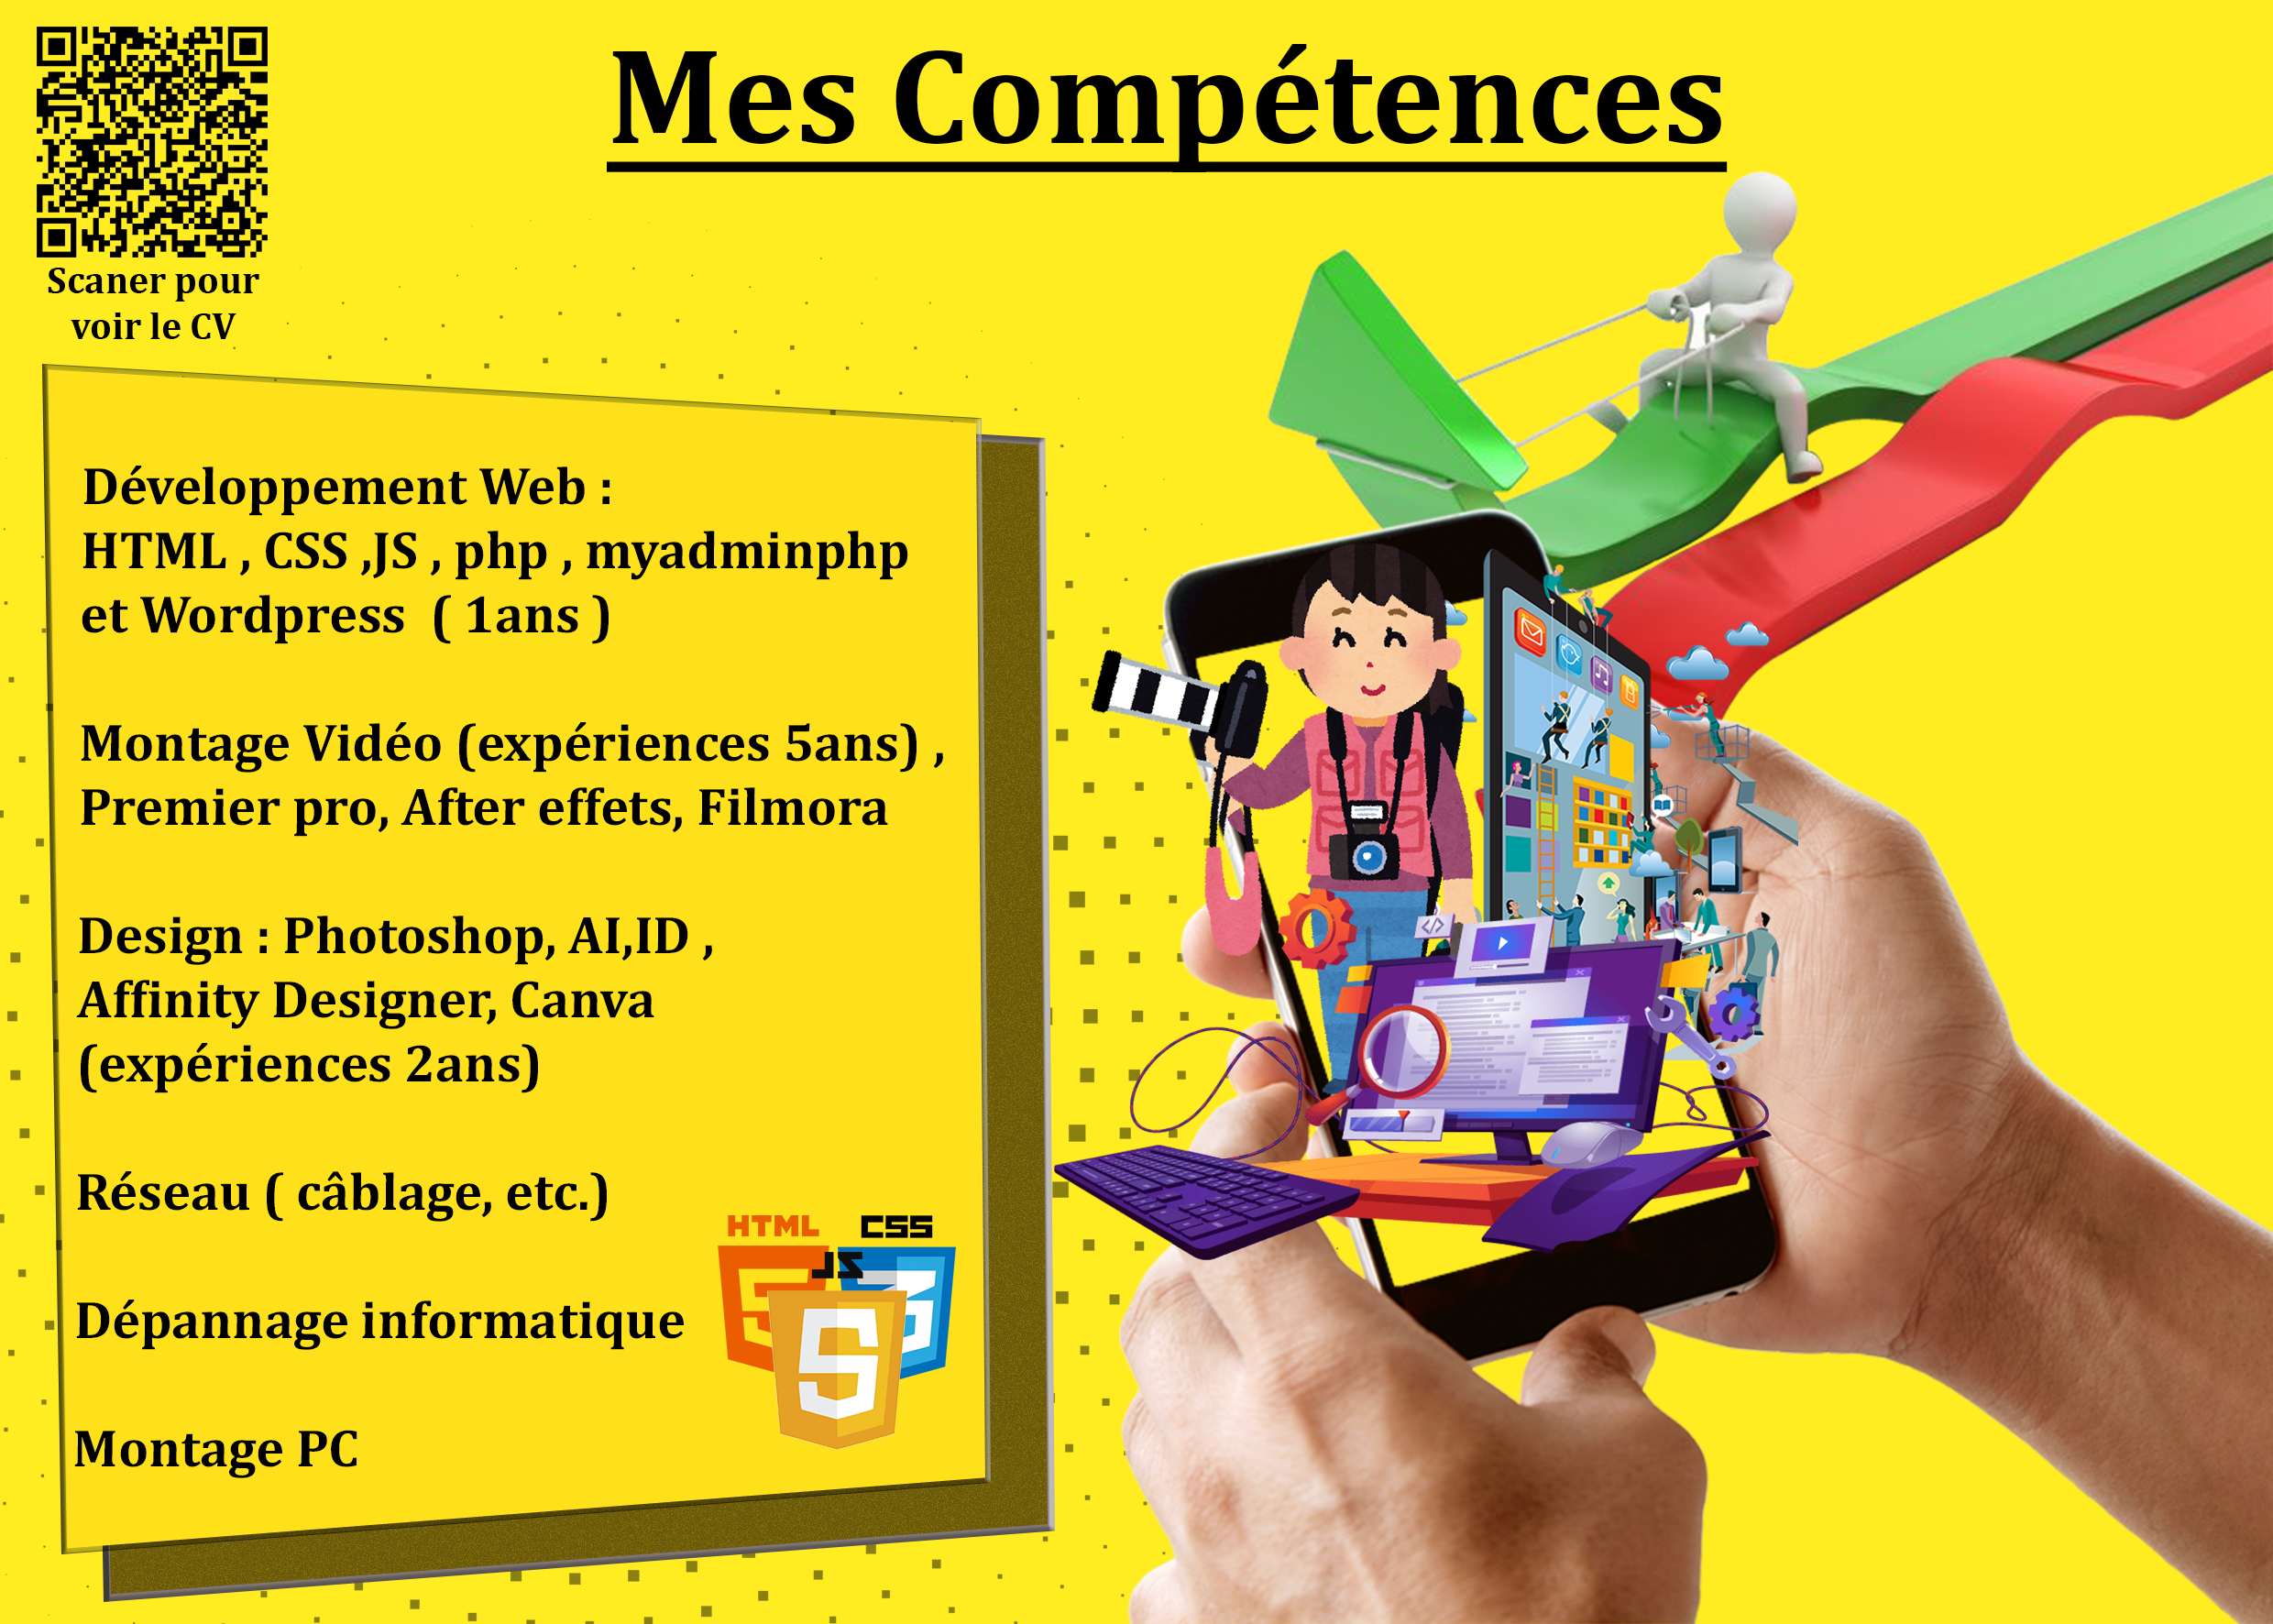 Mes Compétences
Scaner pour
voir le CV
Développement Web :
HTML , CSS ,JS , php , myadminphp
et Wordpress ( 1ans )
Montage Vidéo (expériences 5ans) ,
Premier pro, After effets, Filmora
Design : Photoshop, AI,ID ,
Affinity Designer, Canva
(expériences 2ans)
Réseau ( câblage, etc.)
Dépannage informatique
Montage PC
HTML CSS
JS